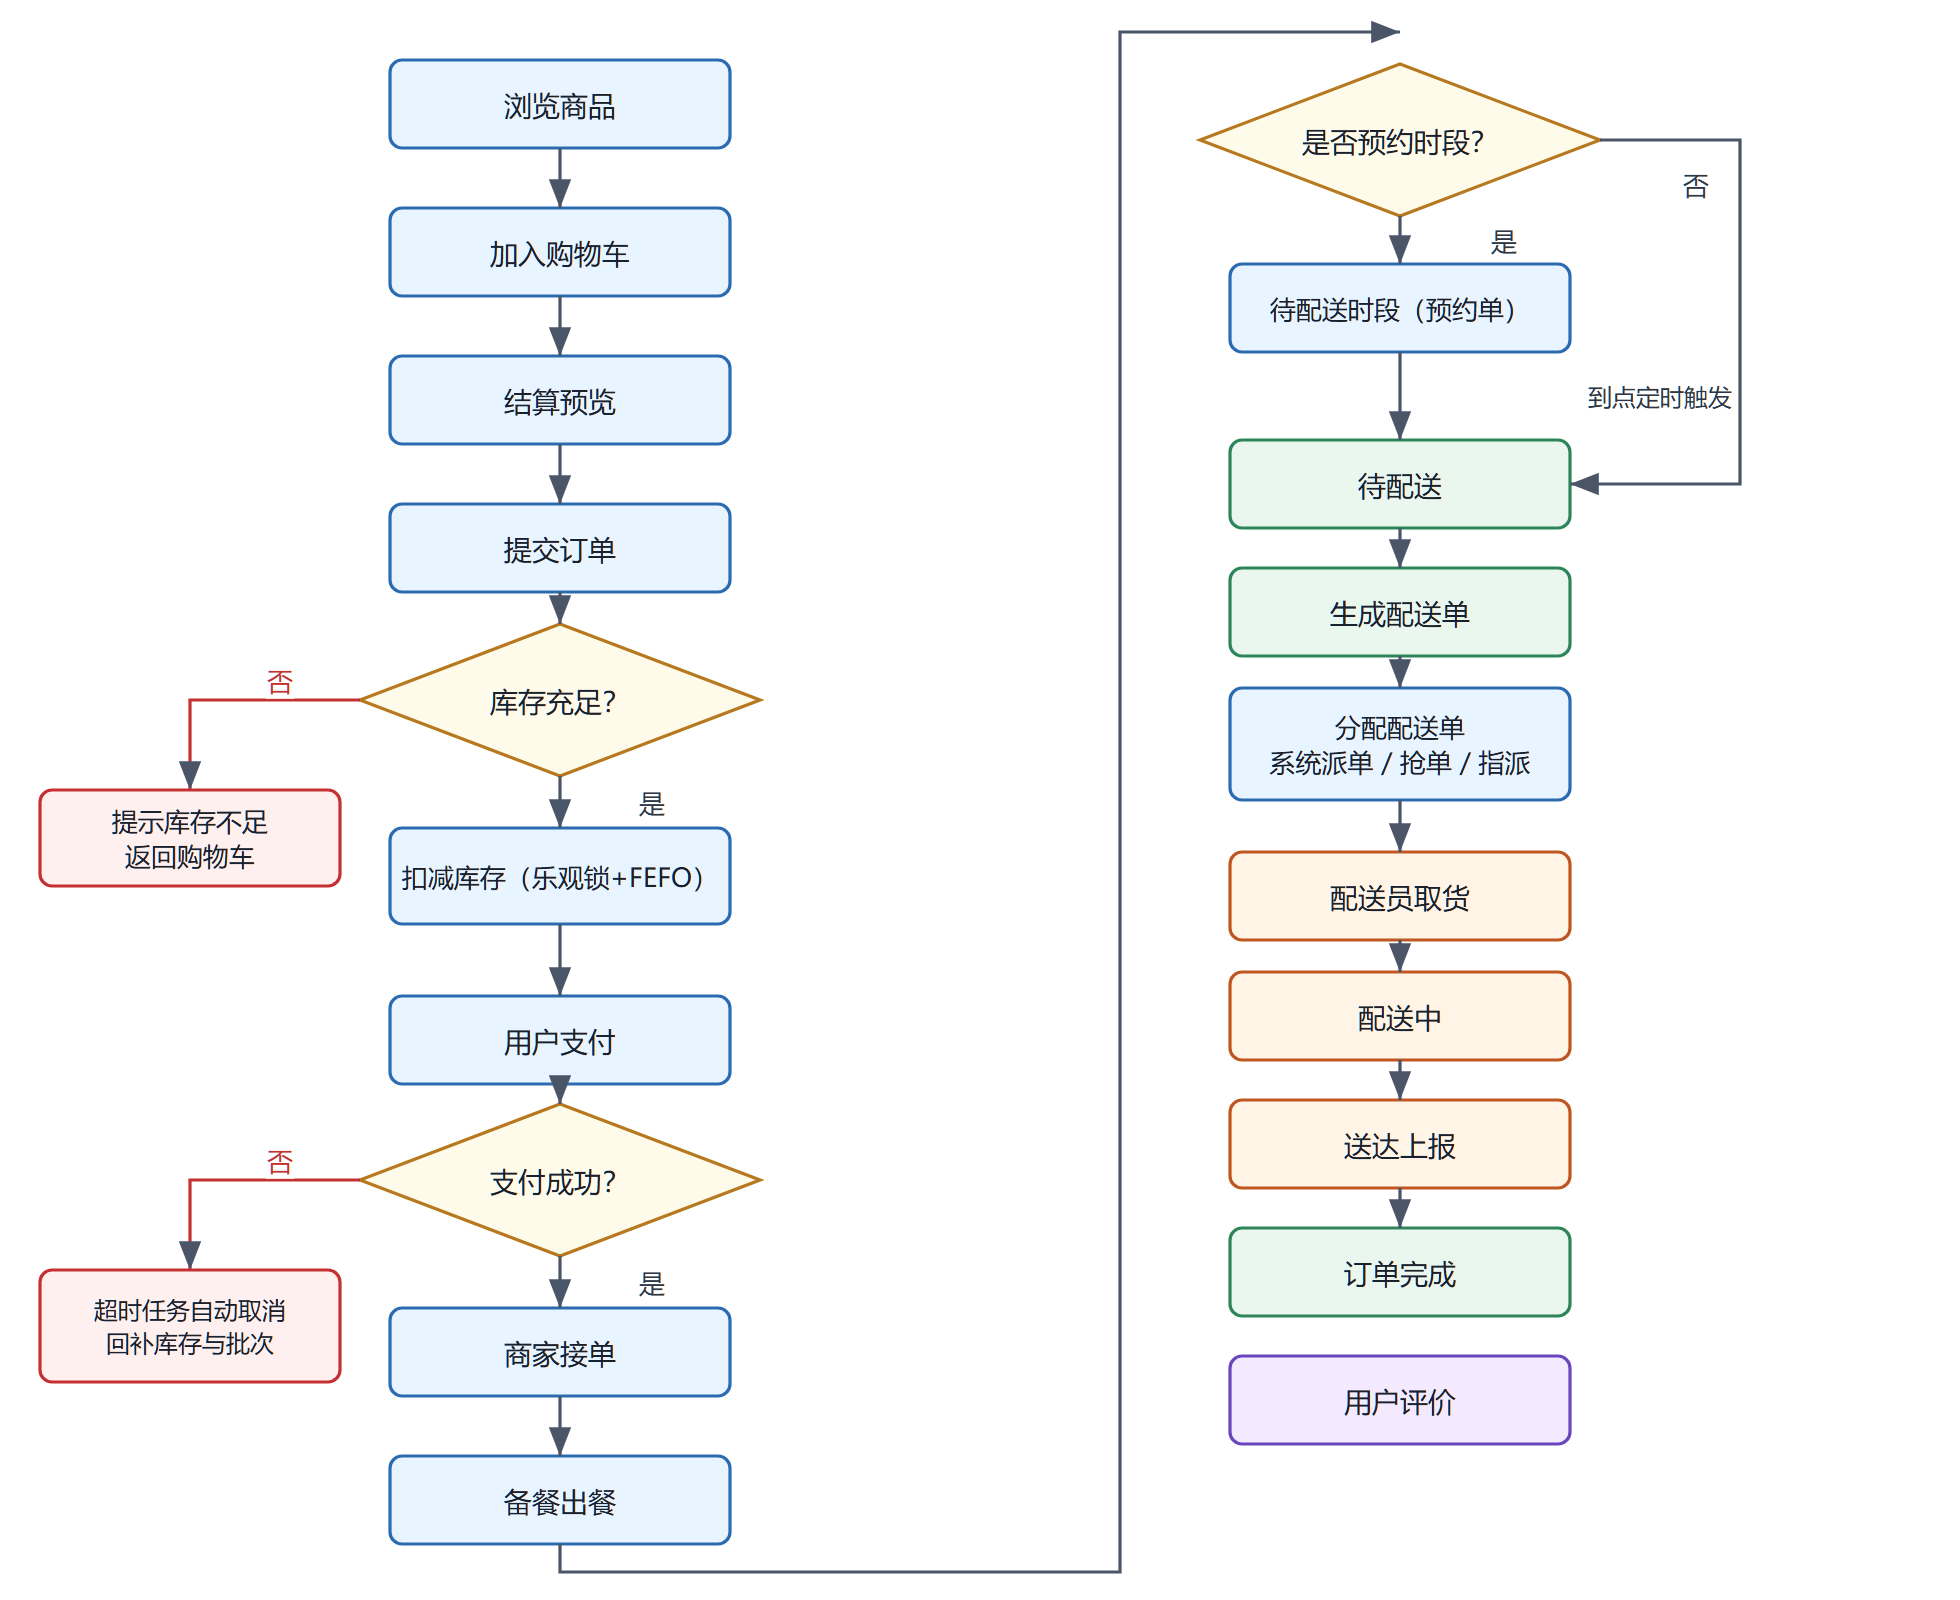 浏览商品
加入购物车
结算预览
提交订单
库存充足？
否
提示库存不足
返回购物车
是
扣减库存（乐观锁+FEFO）
用户支付
支付成功？
否
超时任务自动取消
回补库存与批次
是
商家接单
备餐出餐
是否预约时段？
否
是
待配送时段（预约单）
到点定时触发
待配送
生成配送单
分配配送单
系统派单 / 抢单 / 指派
配送员取货
配送中
送达上报
订单完成
用户评价